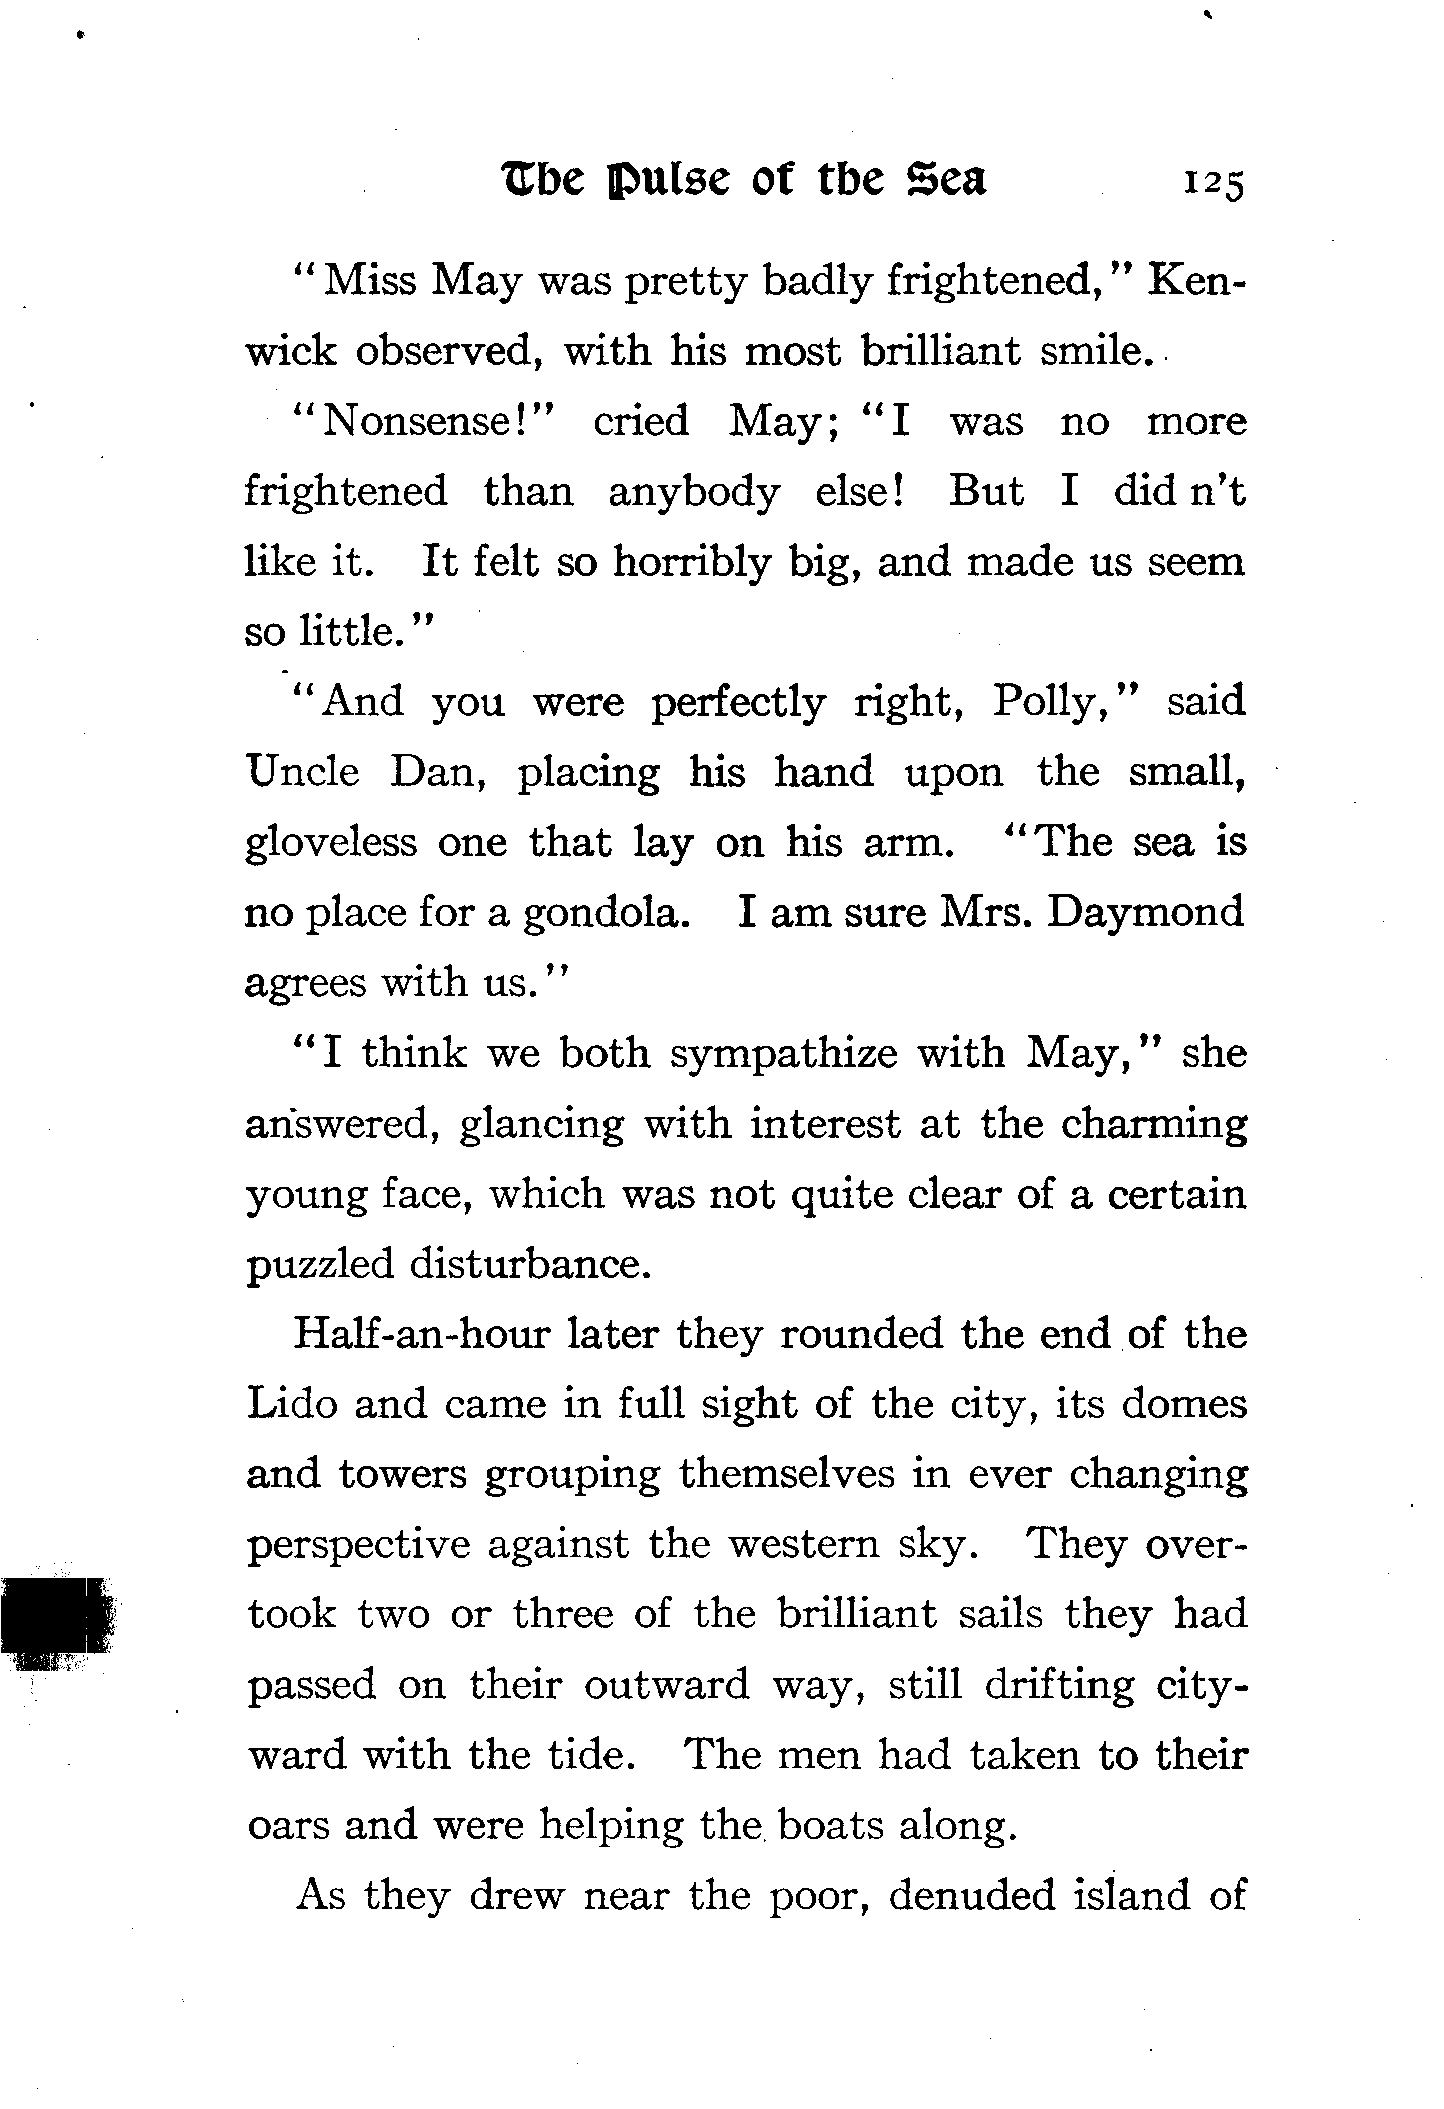 The Pulse of the Sea 125
"Miss May was pretty badly frightened," Ken-
wick observed, with his most brilliant smile.
"Nonsense!" cried May; "I was no more
frightened than anybody else! But I did n't
like it. It felt so horribly big, and made us seem
so little."
"And you were perfectly right, Polly," said
Uncle Dan, placing his hand upon the small,
gloveless one that lay on his arm. "The sea is
no place for a gondola. I am sure Mrs. Daymond
agrees with us."
"I think we both sympathize with May," she
answered, glancing with interest at the charming
young face, which was not quite clear of a certain
puzzled disturbance.
Half-an-hour later they rounded the end of the
Lido and came in full sight of the city, its domes
and towers grouping themselves in ever changing
perspective against the western sky. They over-
took two or three of the brilliant sails they had
passed on their outward way, still drifting city-
ward with the tide. The men had taken to their
oars and were helping the boats along.
As they drew near the poor, denuded island of